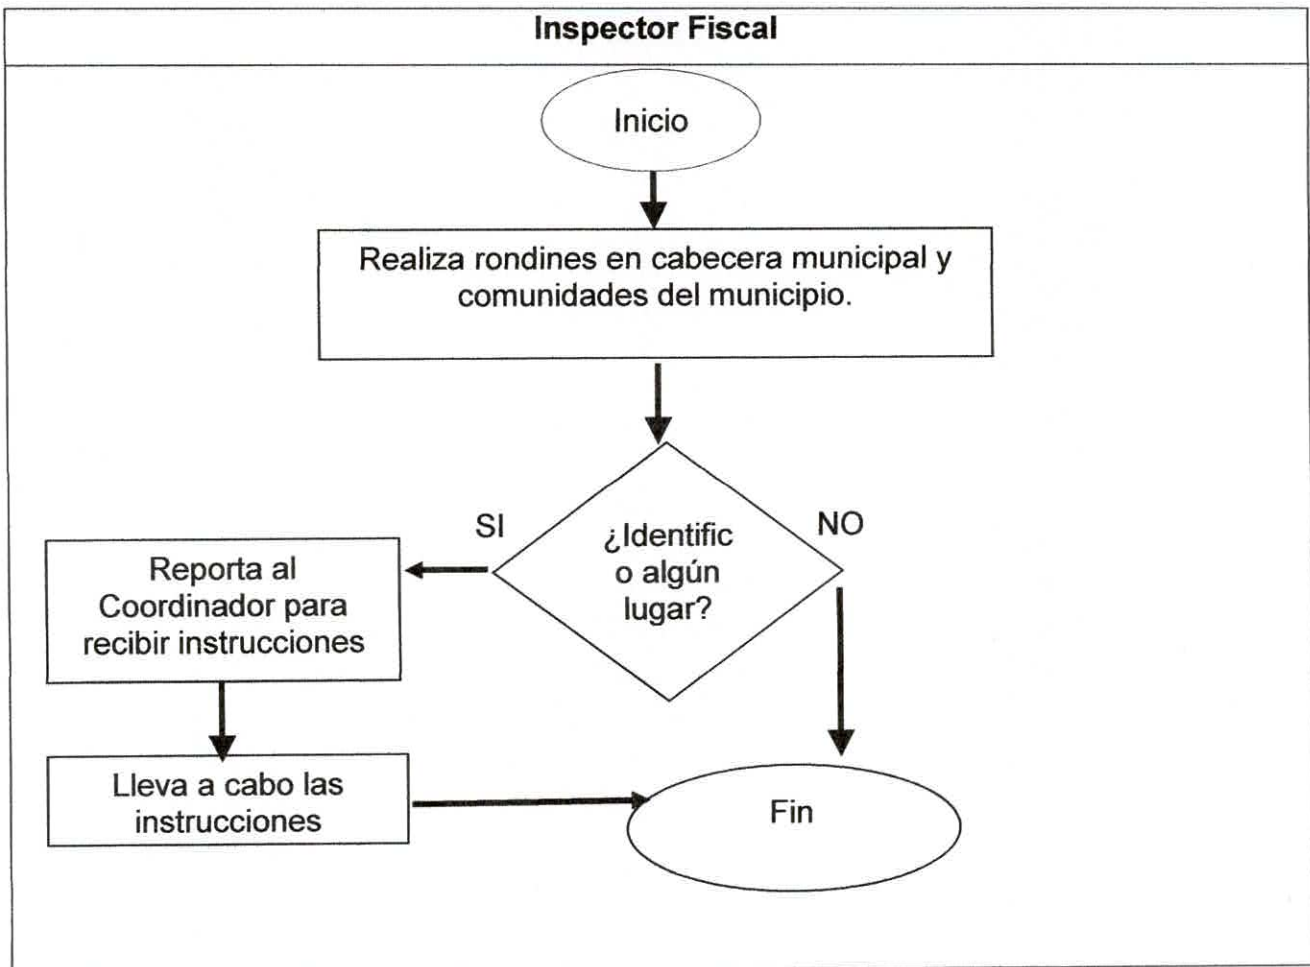 Inspector Fiscal
Inicio
Realiza rondines en cabecera municipal y
comunidades del municipio.
SI
¿Identific
o algún
lugar?
NO
Reporta al
Coordinador para
recibir instrucciones
Lleva a cabo las
instrucciones
Fin